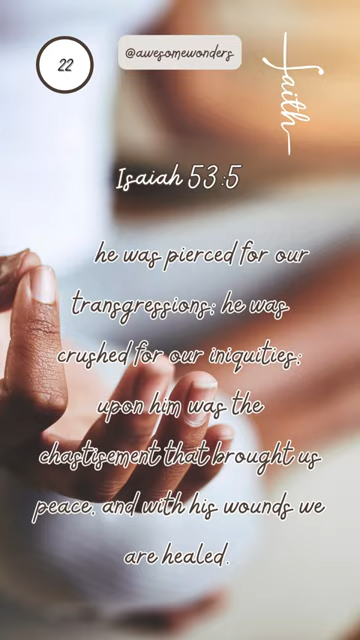 22
@awesomewonders
faith
Isaiah 53:5
he was pierced for our
transgressions; he was
crushed for our iniquities;
upon him was the
chastisement that brought us
peace, and with his wounds we
are healed.